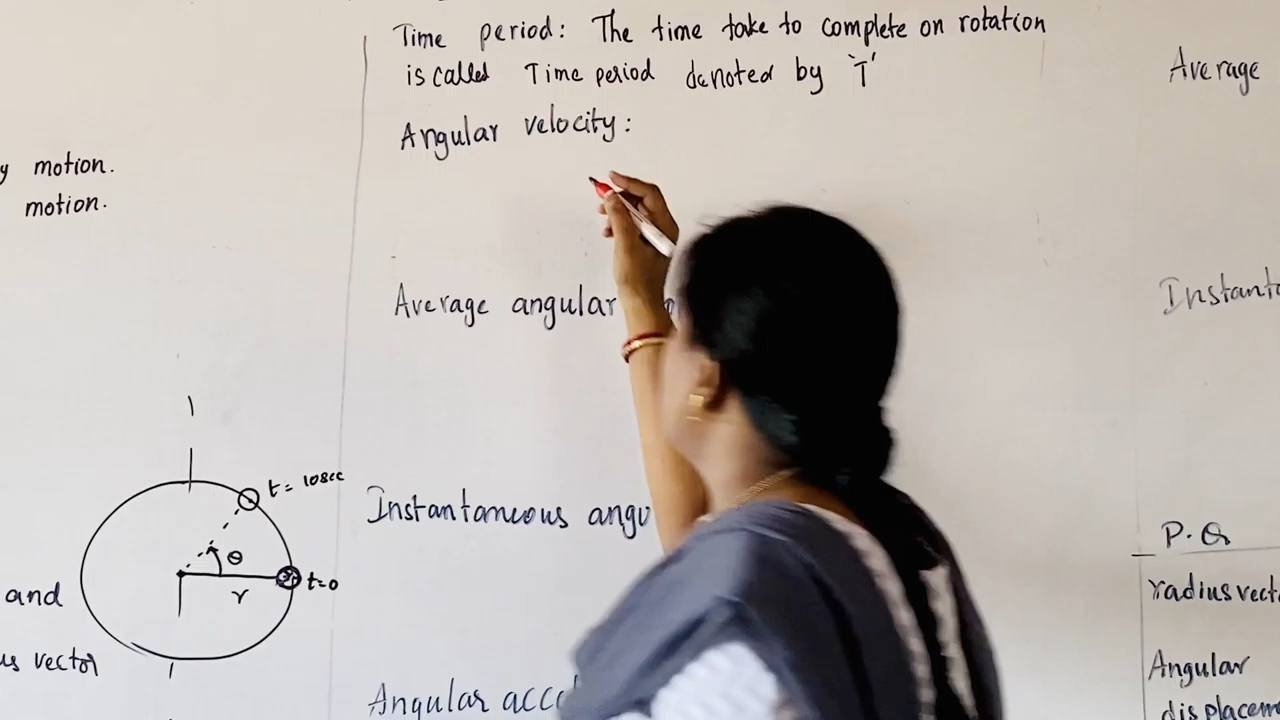 motion.
motion.
t= 10sec
θ
r
t=0
and
vector
Time period: The time take to complete on rotation
is called Time period denoted by 'T'
Angular velocity:
Average angular
Instantaneous angu
Angular acc
Average
Instanta
P.Q
radius vect
Angular
displacem